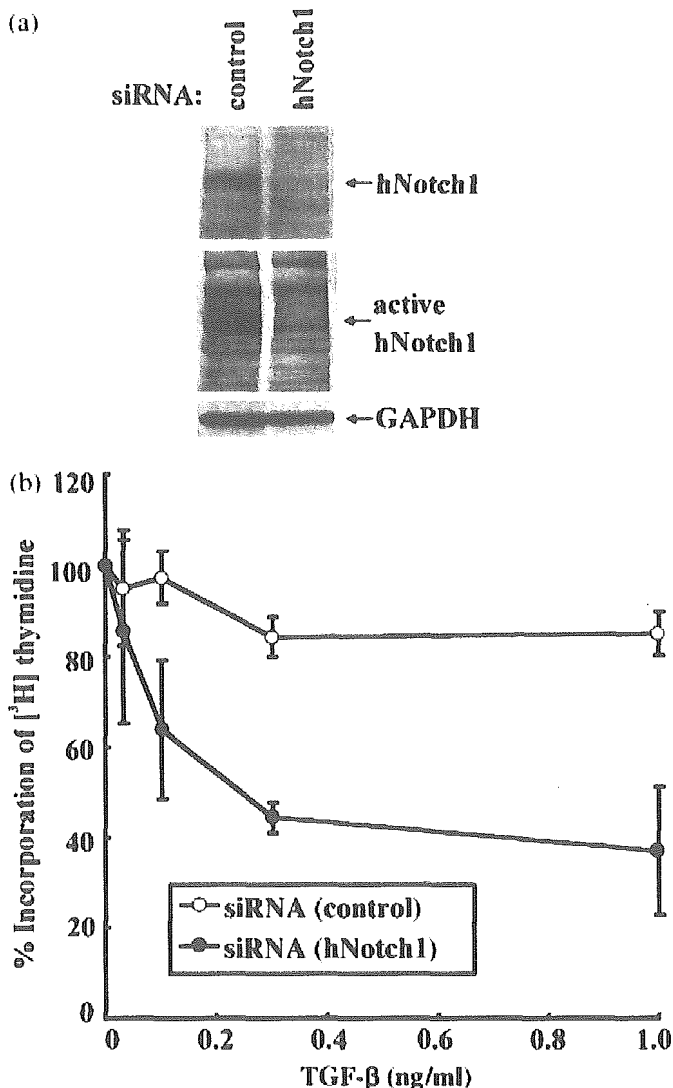 (a)
siRNA: control hNotch1
hNotch1
active
hNotch1
GAPDH
(b)
120
100
80
60
40
20
0
% Incorporation of [³H] thymidine
siRNA (control)
siRNA (hNotch1)
0 0.2 0.4 0.6 0.8 1.0
TGF-β (ng/ml)